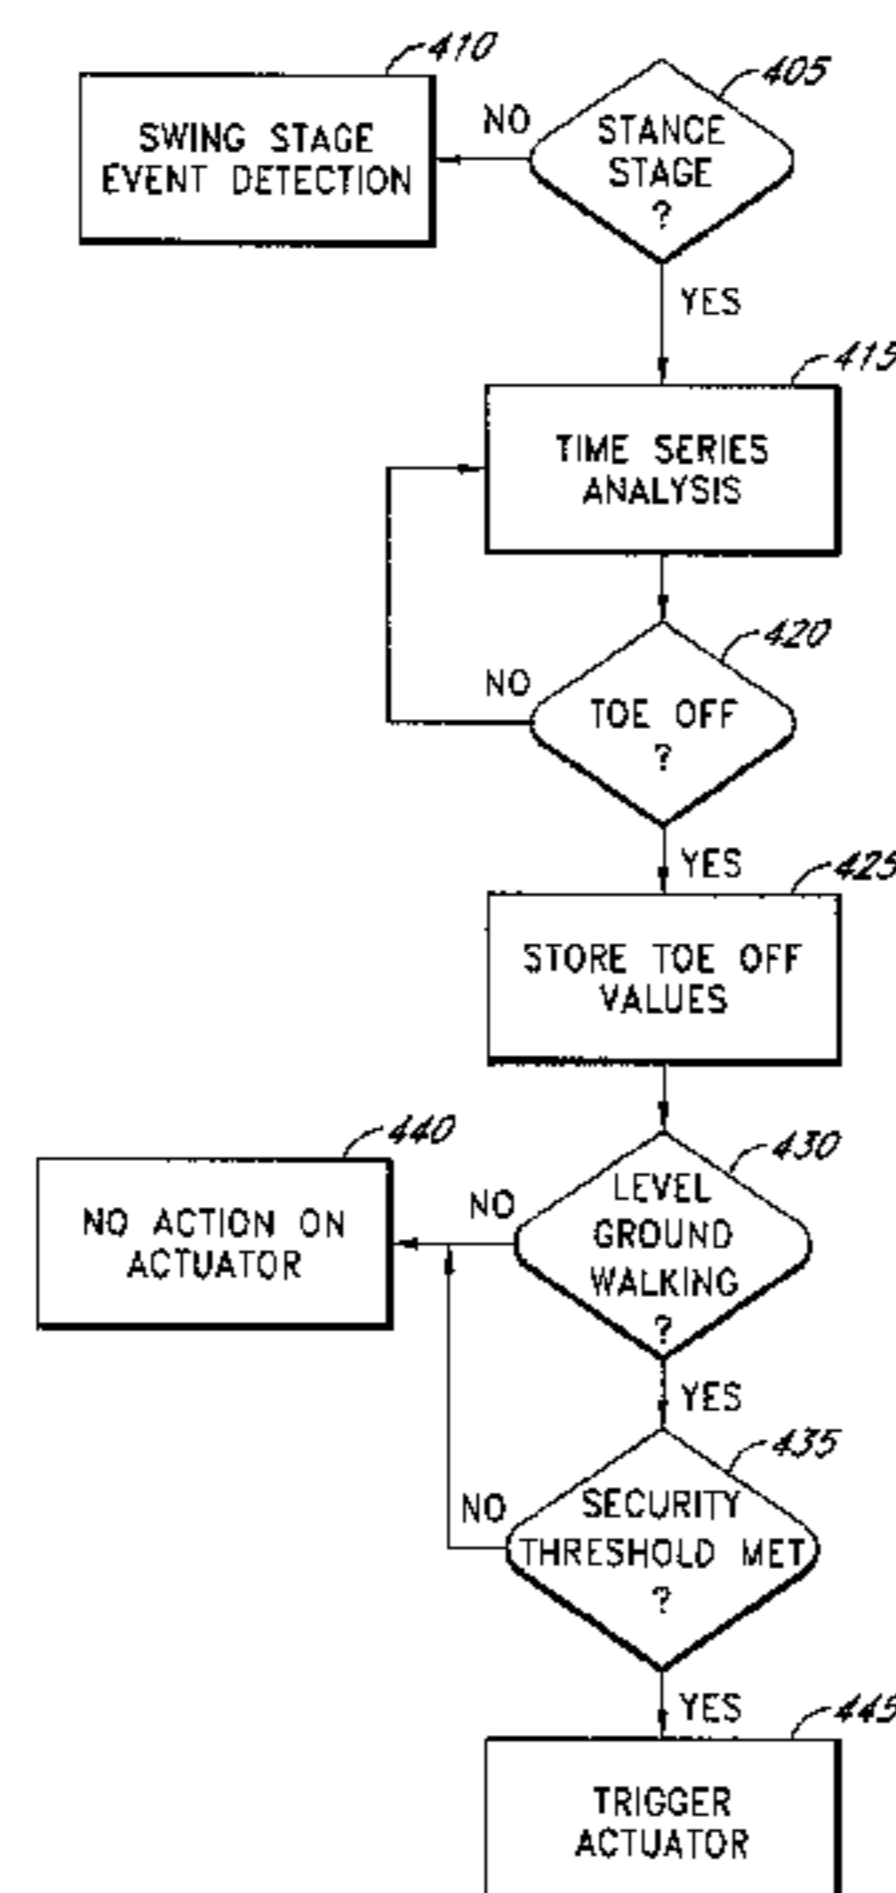 410
405
SWING STAGE
EVENT DETECTION
NO
STANCE
STAGE
?
YES
415
TIME SERIES
ANALYSIS
420
NO
TOE OFF
?
YES
425
STORE TOE OFF
VALUES
440
430
NO ACTION ON
ACTUATOR
NO
LEVEL
GROUND
WALKING
?
YES
435
NO
SECURITY
THRESHOLD MET
?
YES
445
TRIGGER
ACTUATOR